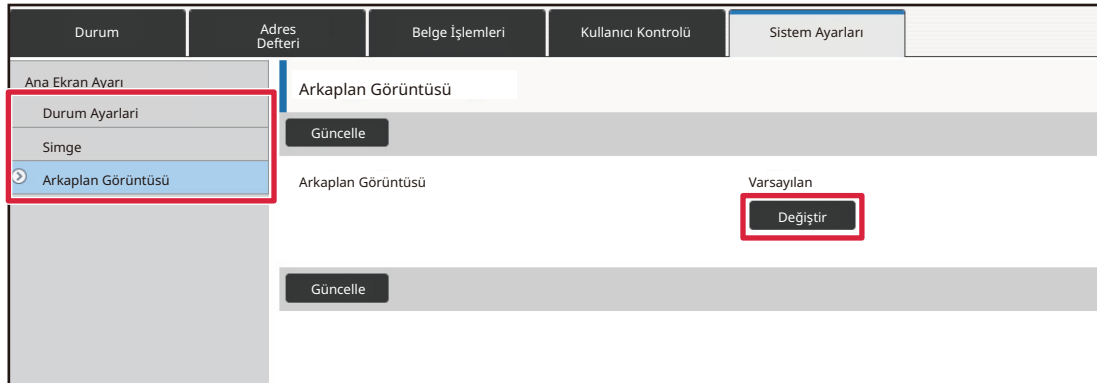 Durum
Adres
Defteri
Belge İşlemleri
Kullanıcı Kontrolü
Sistem Ayarları
Ana Ekran Ayarı
Durum Ayarlari
Simge
Arkaplan Görüntüsü
Arkaplan Görüntüsü
Güncelle
Arkaplan Görüntüsü
Varsayılan
Değiştir
Güncelle